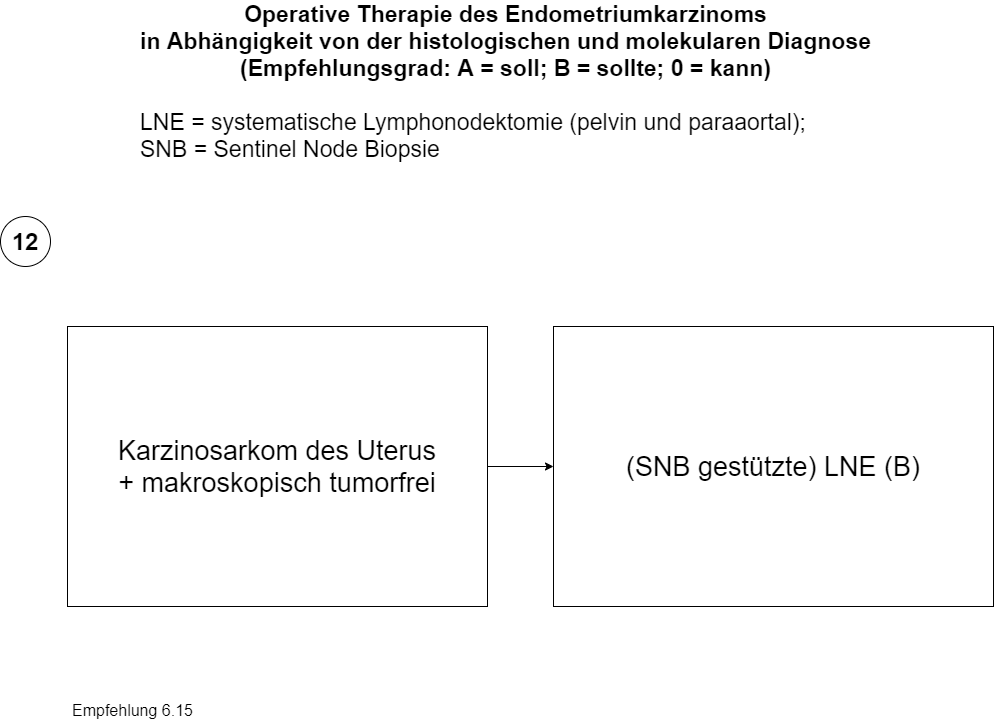 Operative Therapie des Endometriumkarzinoms
in Abhängigkeit von der histologischen und molekularen Diagnose
(Empfehlungsgrad: A = soll; B = sollte; 0 = kann)
LNE = systematische Lymphonodektomie (pelvin und paraaortal);
SNB = Sentinel Node Biopsie
12
Karzinosarkom des Uterus
+ makroskopisch tumorfrei
(SNB gestützte) LNE (B)
Empfehlung 6.15